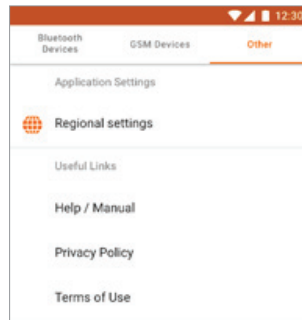 12:30
Bluetooth
Devices
GSM Devices
Other
Application Settings
Regional settings
Useful Links
Help / Manual
Privacy Policy
Terms of Use